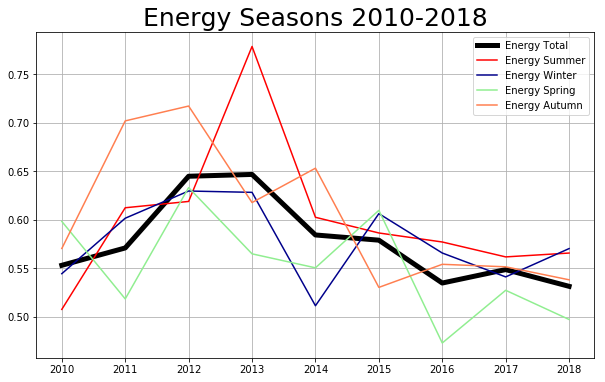 Energy Seasons 2010-2018
Energy Total
Energy Summer
Energy Winter
Energy Spring
Energy Autumn
0.75
0.70
0.65
0.60
0.55
0.50
2010 2011 2012 2013 2014 2015 2016 2017 2018